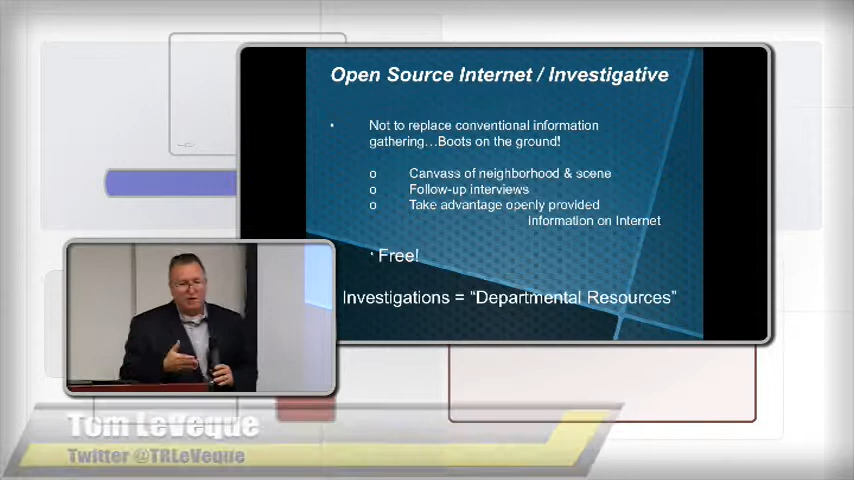 Open Source Internet / Investigative
• Not to replace conventional information
gathering…Boots on the ground!
o Canvass of neighborhood & scene
o Follow-up interviews
o Take advantage openly provided
information on Internet
• Free!
Investigations = “Departmental Resources”
Tom LeVeque
Twitter @TRLeVeque